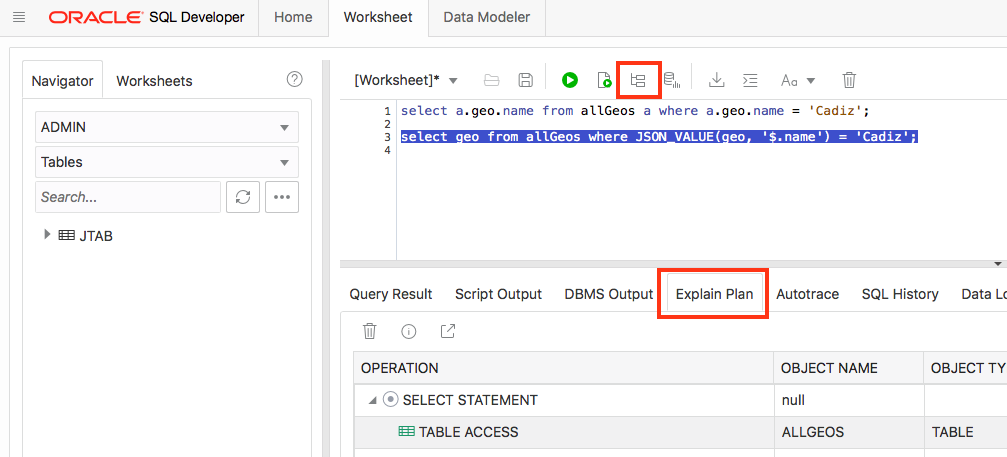 ORACLE SQL Developer Home Worksheet Data Modeler
Navigator Worksheets ?
ADMIN
Tables
Search...
JTAB
[Worksheet]* Aa
1 select a.geo.name from allGeos a where a.geo.name = 'Cadiz';
2
3 select geo from allGeos where JSON_VALUE(geo, '$.name') = 'Cadiz';
4
Query Result Script Output DBMS Output Explain Plan Autotrace SQL History Data Lo
OPERATION OBJECT NAME OBJECT TY
SELECT STATEMENT null
TABLE ACCESS ALLGEOS TABLE